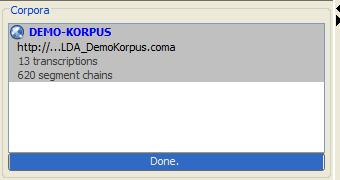 Corpora
DEMO-KORPUS
http://...LDA_DemoKorpus.coma
13 transcriptions
620 segment chains
Done.